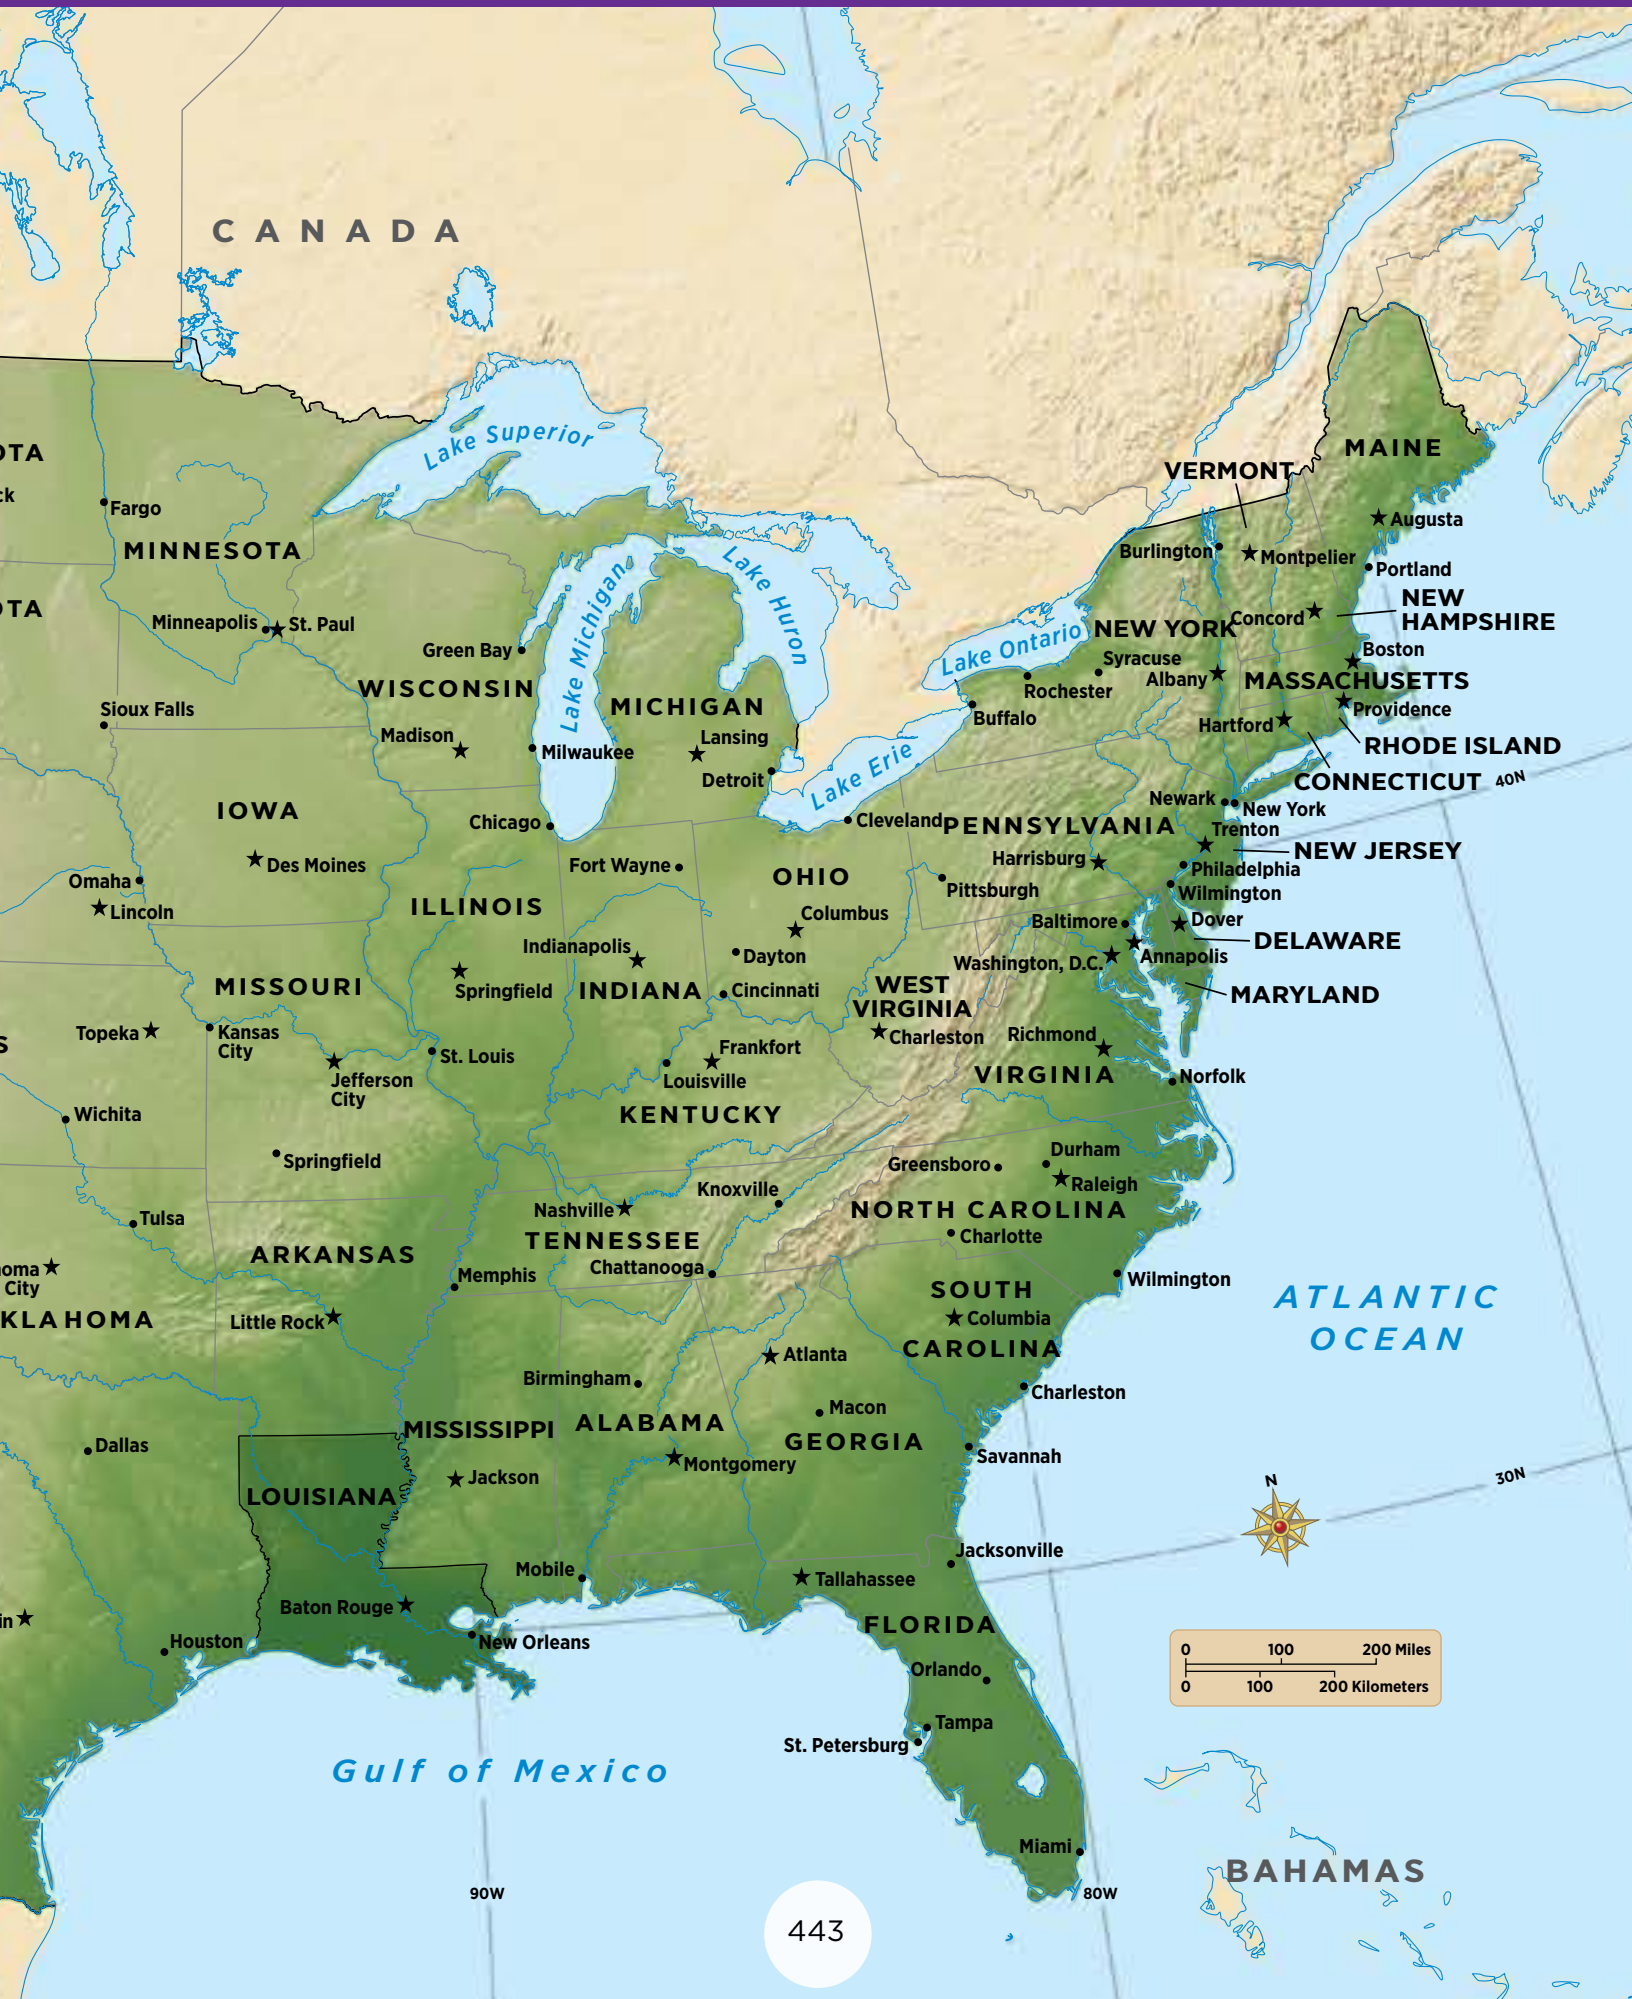 CANADA
Lake Superior
OTA
ck
Fargo
MINNESOTA
OTA
Minneapolis
St. Paul
Green Bay
WISCONSIN
Lake Michigan
Lake Huron
MICHIGAN
Lansing
Detroit
Sioux Falls
Madison
Milwaukee
Lake Ontario
Lake Erie
VERMONT
MAINE
Augusta
Burlington
Montpelier
Portland
NEW
HAMPSHIRE
Concord
NEW YORK
Syracuse
Rochester
Albany
Buffalo
Boston
MASSACHUSETTS
Providence
Hartford
RHODE ISLAND
CONNECTICUT
40N
IOWA
Des Moines
Chicago
Omaha
Lincoln
ILLINOIS
Fort Wayne
OHIO
Columbus
Cleveland
PENNSYLVANIA
Harrisburg
Pittsburgh
Newark
New York
Trenton
NEW JERSEY
Philadelphia
Wilmington
Baltimore
Dover
DELAWARE
Annapolis
Washington, D.C.
MARYLAND
Indianapolis
Dayton
INDIANA
Cincinnati
MISSOURI
Springfield
WEST
VIRGINIA
Charleston
Richmond
VIRGINIA
Norfolk
S
Topeka
Kansas
City
St. Louis
Jefferson
City
Frankfort
Louisville
KENTUCKY
Wichita
Springfield
Tulsa
oma
City
KLAHOMA
ARKANSAS
Little Rock
Nashville
Knoxville
TENNESSEE
Chattanooga
Memphis
Greensboro
Durham
Raleigh
NORTH CAROLINA
Charlotte
Wilmington
SOUTH
Columbia
CAROLINA
Charleston
ATLANTIC
OCEAN
Atlanta
Birmingham
Macon
MISSISSIPPI
ALABAMA
GEORGIA
Montgomery
Jackson
Savannah
Dallas
LOUISIANA
N
30N
Jacksonville
Mobile
Tallahassee
Baton Rouge
in
FLORIDA
Houston
New Orleans
Orlando
Tampa
St. Petersburg
0 100 200 Miles
0 100 200 Kilometers
Gulf of Mexico
Miami
BAHAMAS
90W
80W
443